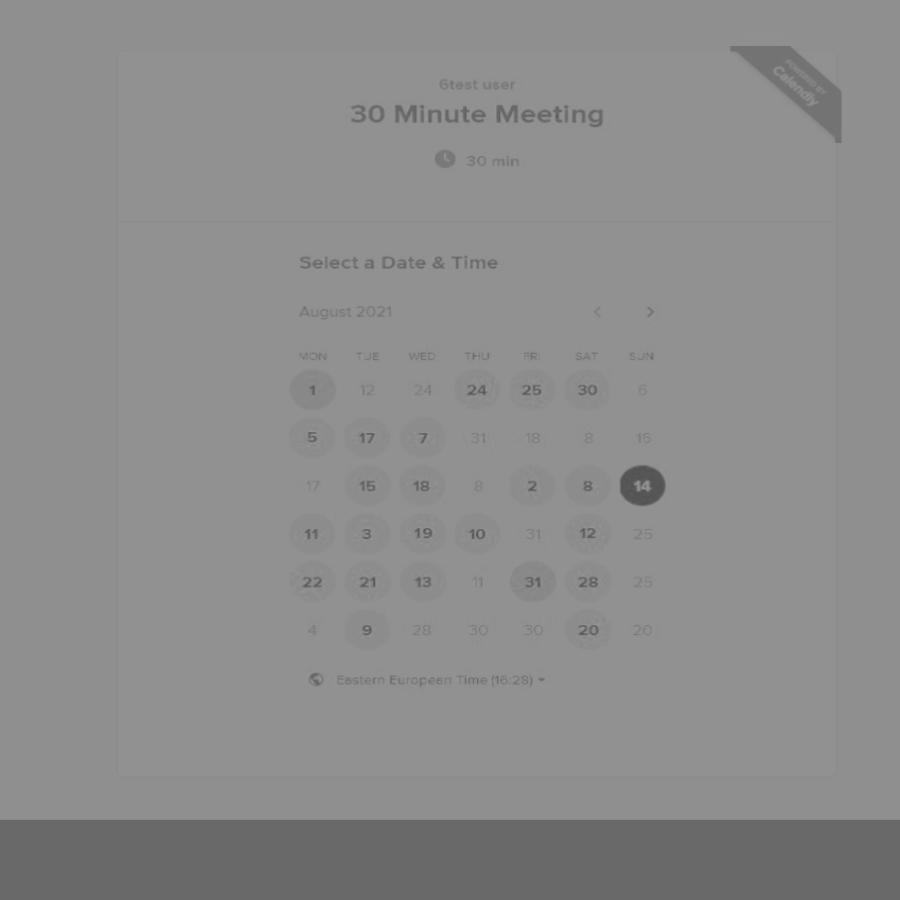 POWERED BY
Calendly
6test user
30 Minute Meeting
30 min
Select a Date & Time
August 2021
MON TUE WED THU FRI SAT SUN
1 12 24 24 25 30 6
5 17 7 31 18 8 15
17 15 18 8 2 8 14
11 3 19 10 31 12 25
22 21 13 11 31 28 25
4 9 28 30 30 20 20
Eastern European Time (16:28)